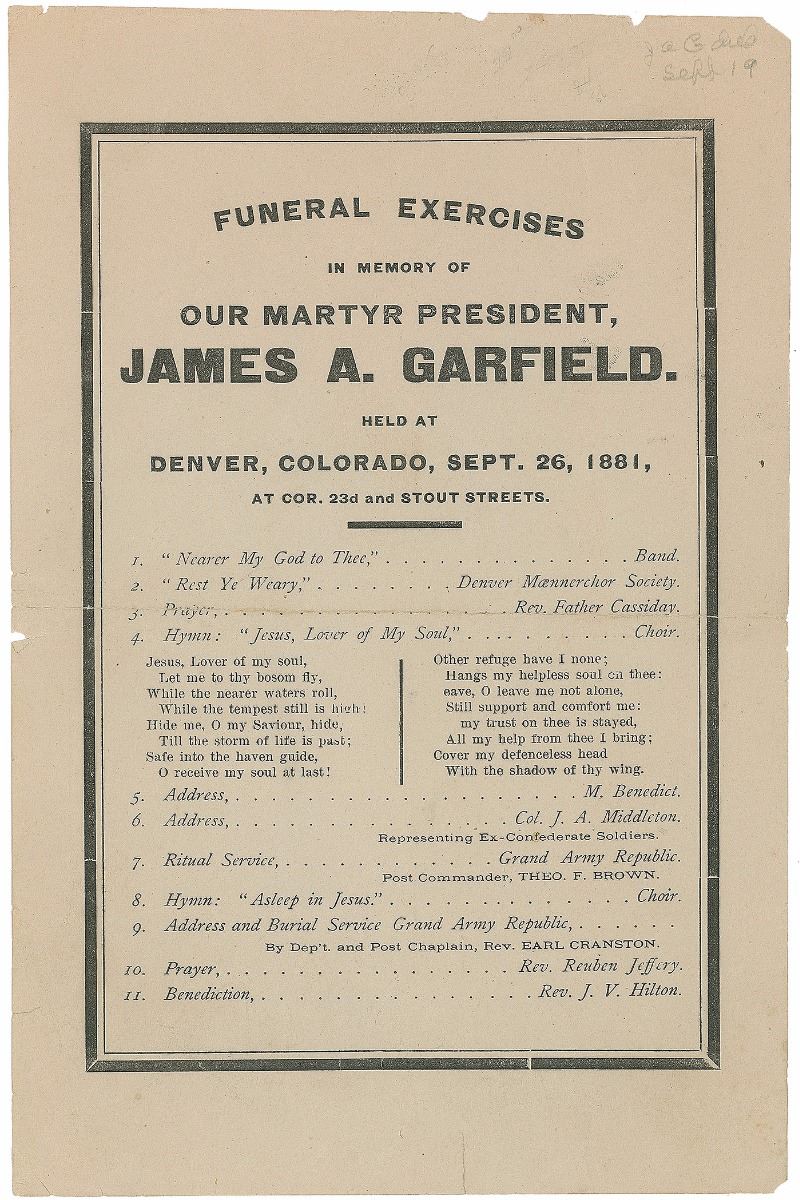 Sept 19
FUNERAL EXERCISES
IN MEMORY OF
OUR MARTYR PRESIDENT,
JAMES A. GARFIELD.
HELD AT
DENVER, COLORADO, SEPT. 26, 1881,
AT COR. 23d and STOUT STREETS.
1. “ Nearer My God to Thee,” . . . . . . . . . . . . . . Band.
2. “ Rest Ye Weary,” . . . . . . . . Denver Mænnerchor Society.
3. Prayer, . . . . . . . . . . . . . . . . . Rev. Father Cassiday.
4. Hymn: “Jesus, Lover of My Soul,” . . . . . . . . . . Choir.
Jesus, Lover of my soul,
Let me to thy bosom fly,
While the nearer waters roll,
While the tempest still is high!
Hide me, O my Saviour, hide,
Till the storm of life is past;
Safe into the haven guide,
O receive my soul at last!
Other refuge have I none;
Hangs my helpless soul on thee:
eave, O leave me not alone,
Still support and comfort me:
my trust on thee is stayed,
All my help from thee I bring;
Cover my defenceless head
With the shadow of thy wing.
5. Address, . . . . . . . . . . . . . . . . . . . . M. Benedict.
6. Address, . . . . . . . . . . . . . . . . Col. J. A. Middleton.
Representing Ex-Confederate Soldiers.
7. Ritual Service, . . . . . . . . . . . . Grand Army Republic.
Post Commander, THEO. F. BROWN.
8. Hymn: “Asleep in Jesus.” . . . . . . . . . . . . . . Choir.
9. Address and Burial Service Grand Army Republic, . . . . . .
By Dep't. and Post Chaplain, Rev. EARL CRANSTON.
10. Prayer, . . . . . . . . . . . . . . . . . Rev. Reuben Jeffery.
11. Benediction, . . . . . . . . . . . . . . . . Rev. J. V. Hilton.